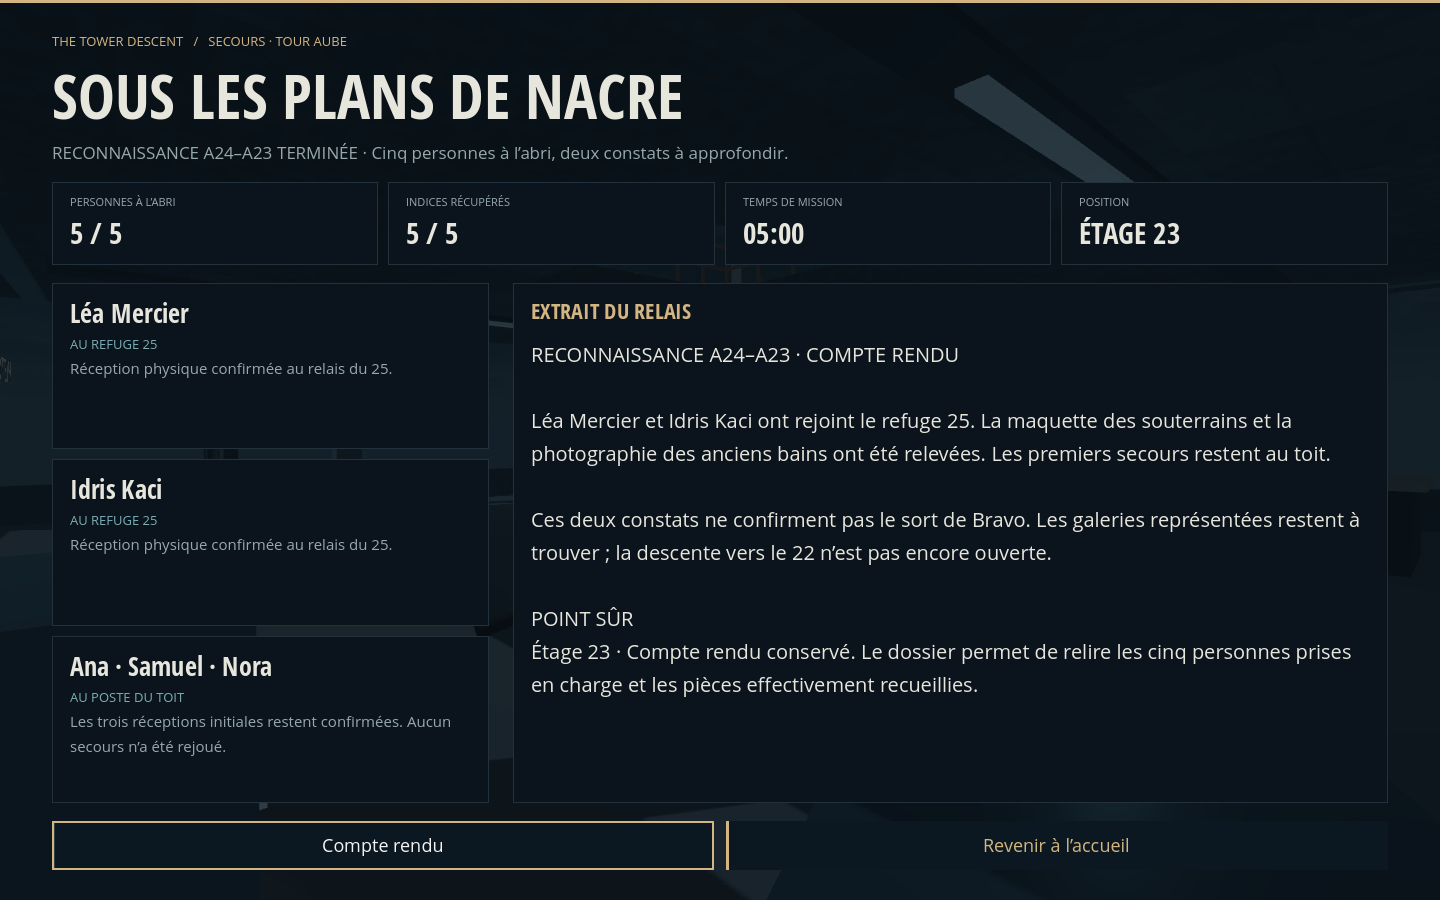 THE TOWER DESCENT / SECOURS · TOUR AUBE
SOUS LES PLANS DE NACRE
RECONNAISSANCE A24–A23 TERMINÉE · Cinq personnes à l’abri, deux constats à approfondir.
PERSONNES À L’ABRI
5 / 5
INDICES RÉCUPÉRÉS
5 / 5
TEMPS DE MISSION
05:00
POSITION
ÉTAGE 23
Léa Mercier
AU REFUGE 25
Réception physique confirmée au relais du 25.
Idris Kaci
AU REFUGE 25
Réception physique confirmée au relais du 25.
Ana · Samuel · Nora
AU POSTE DU TOIT
Les trois réceptions initiales restent confirmées. Aucun
secours n’a été rejoué.
EXTRAIT DU RELAIS
RECONNAISSANCE A24–A23 · COMPTE RENDU
Léa Mercier et Idris Kaci ont rejoint le refuge 25. La maquette des souterrains et la
photographie des anciens bains ont été relevées. Les premiers secours restent au toit.
Ces deux constats ne confirment pas le sort de Bravo. Les galeries représentées restent à
trouver ; la descente vers le 22 n’est pas encore ouverte.
POINT SÛR
Étage 23 · Compte rendu conservé. Le dossier permet de relire les cinq personnes prises
en charge et les pièces effectivement recueillies.
Compte rendu
Revenir à l’accueil